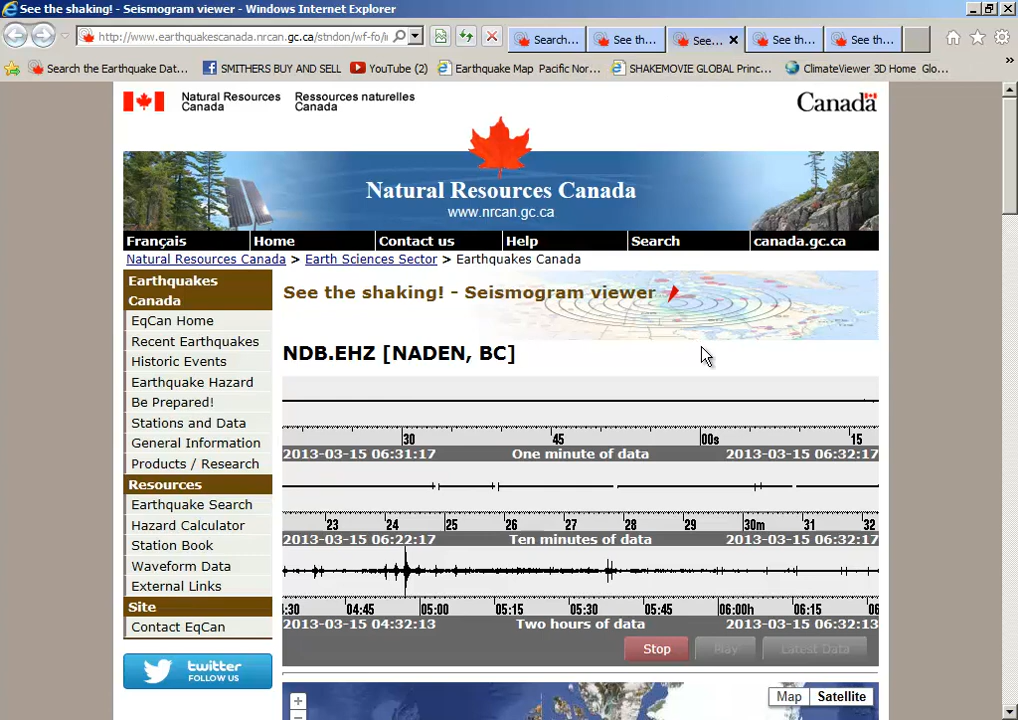 See the shaking! - Seismogram viewer - Windows Internet Explorer
http://www.earthquakescanada.nrcan.gc.ca/stndon/wf-fo/i
Search...
See th...
See...
See th...
See th...
Search the Earthquake Dat...
SMITHERS BUY AND SELL
YouTube (2)
Earthquake Map Pacific Nor...
SHAKEMOVIE GLOBAL Princ...
ClimateViewer 3D Home Glo...
Natural Resources Canada
Ressources naturelles Canada
Canada
Natural Resources Canada
www.nrcan.gc.ca
Français Home Contact us Help Search canada.gc.ca
Natural Resources Canada > Earth Sciences Sector > Earthquakes Canada
Earthquakes Canada
EqCan Home
Recent Earthquakes
Historic Events
Earthquake Hazard
Be Prepared!
Stations and Data
General Information
Products / Research
Resources
Earthquake Search
Hazard Calculator
Station Book
Waveform Data
External Links
Site
Contact EqCan
twitter
FOLLOW US
See the shaking! - Seismogram viewer
NDB.EHZ [NADEN, BC]
30 45 00s 15
2013-03-15 06:31:17 One minute of data 2013-03-15 06:32:17
23 24 25 26 27 28 29 30m 31 32
2013-03-15 06:22:17 Ten minutes of data 2013-03-15 06:32:17
:30 04:45 05:00 05:15 05:30 05:45 06:00h 06:15 06
2013-03-15 04:32:13 Two hours of data 2013-03-15 06:32:13
Stop Play Latest Data
+
−
Map Satellite